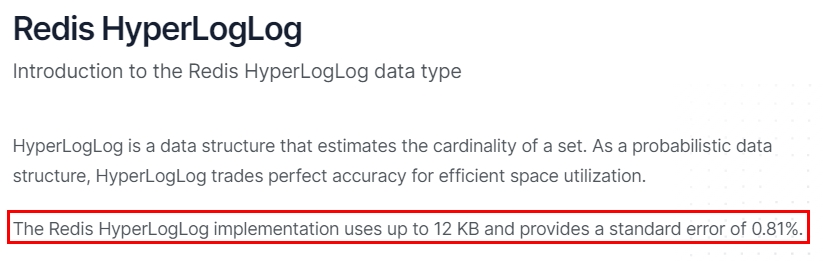 Redis HyperLogLog
Introduction to the Redis HyperLogLog data type
HyperLogLog is a data structure that estimates the cardinality of a set. As a probabilistic data
structure, HyperLogLog trades perfect accuracy for efficient space utilization.
The Redis HyperLogLog implementation uses up to 12 KB and provides a standard error of 0.81%.